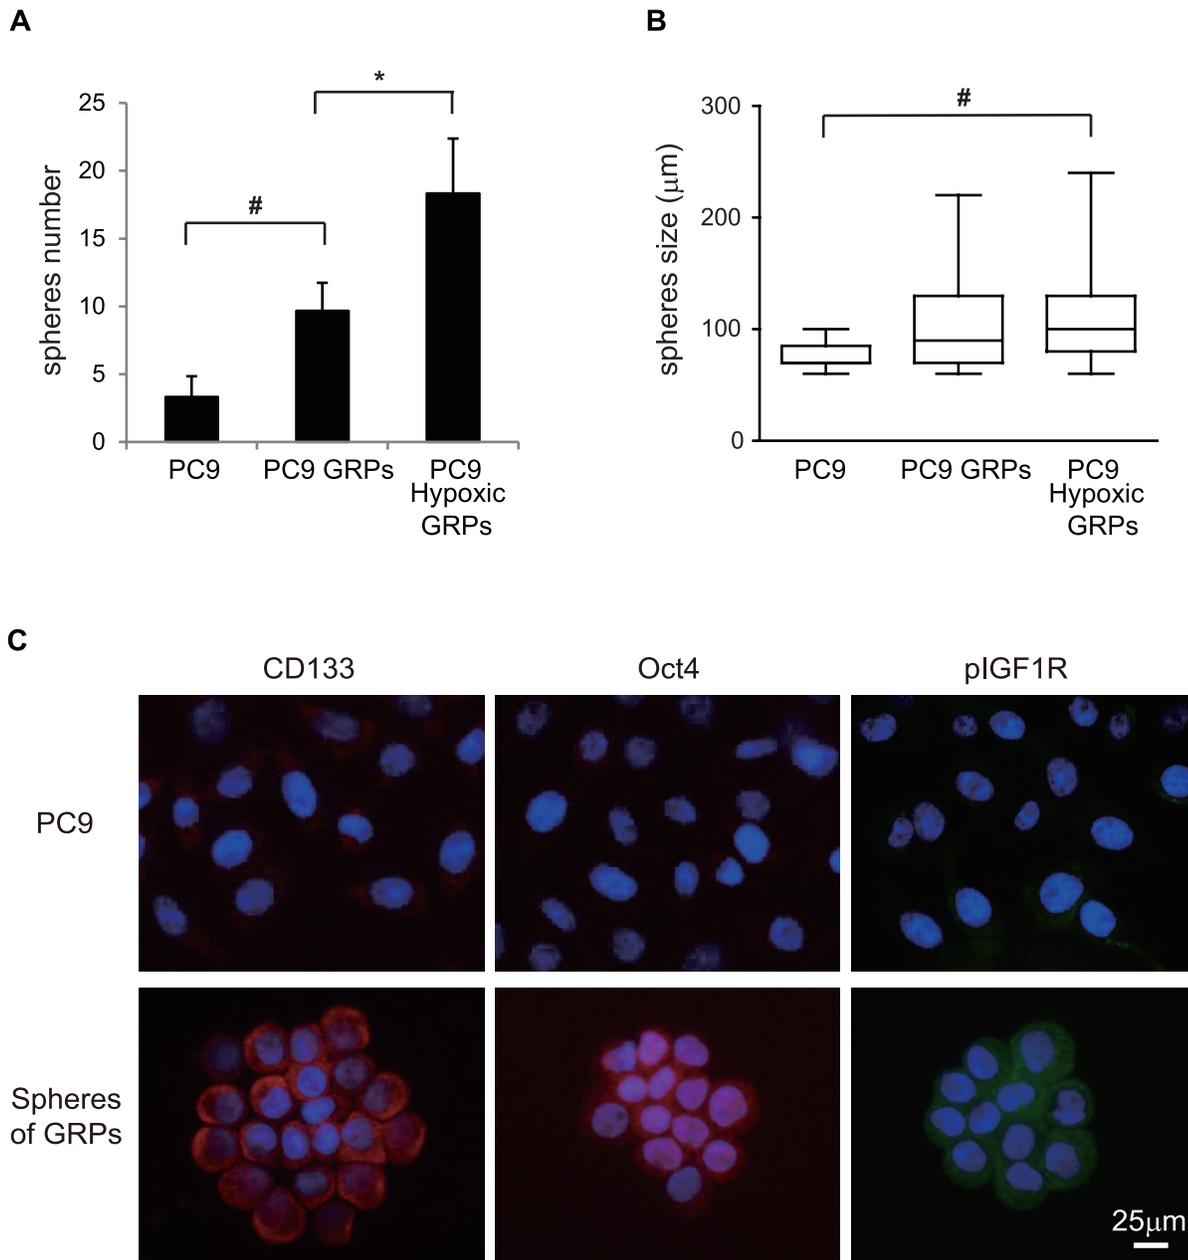 A
B
*
#
25
20
15
10
5
0
spheres number
PC9
PC9 GRPs
PC9
Hypoxic
GRPs
#
300
200
100
0
spheres size (μm)
PC9
PC9 GRPs
PC9
Hypoxic
GRPs
C
CD133
Oct4
pIGF1R
PC9
Spheres
of GRPs
25μm